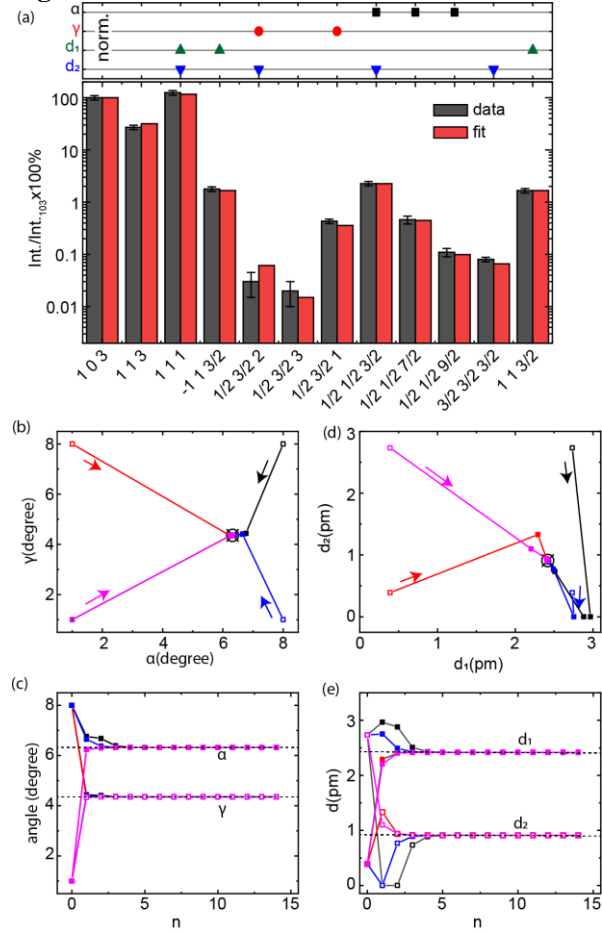 (a)
α
γ
d₁
d₂
norm.
Int./Int.₁₀₃x100%
100
10
1
0.1
0.01
data
fit
1 0 3
1 1 3
1 1 1
-1 1 3/2
1/2 3/2 2
1/2 3/2 3
1/2 3/2 1
1/2 1/2 3/2
1/2 1/2 7/2
1/2 1/2 9/2
3/2 3/2 3/2
1 1 3/2
(b)
γ(degree)
8
6
4
2
2
4
6
8
α(degree)
(d)
d₂(pm)
3
2
1
0
0
1
2
3
d₁(pm)
(c)
angle (degree)
8
6
4
2
α
γ
0
5
10
15
n
(e)
d(pm)
3
2
1
0
d₁
d₂
0
5
10
15
n